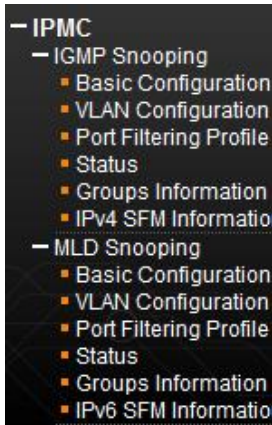 IPMC
IGMP Snooping
Basic Configuration
VLAN Configuration
Port Filtering Profile
Status
Groups Information
IPv4 SFM Informatio
MLD Snooping
Basic Configuration
VLAN Configuration
Port Filtering Profile
Status
Groups Information
IPv6 SFM Informatio